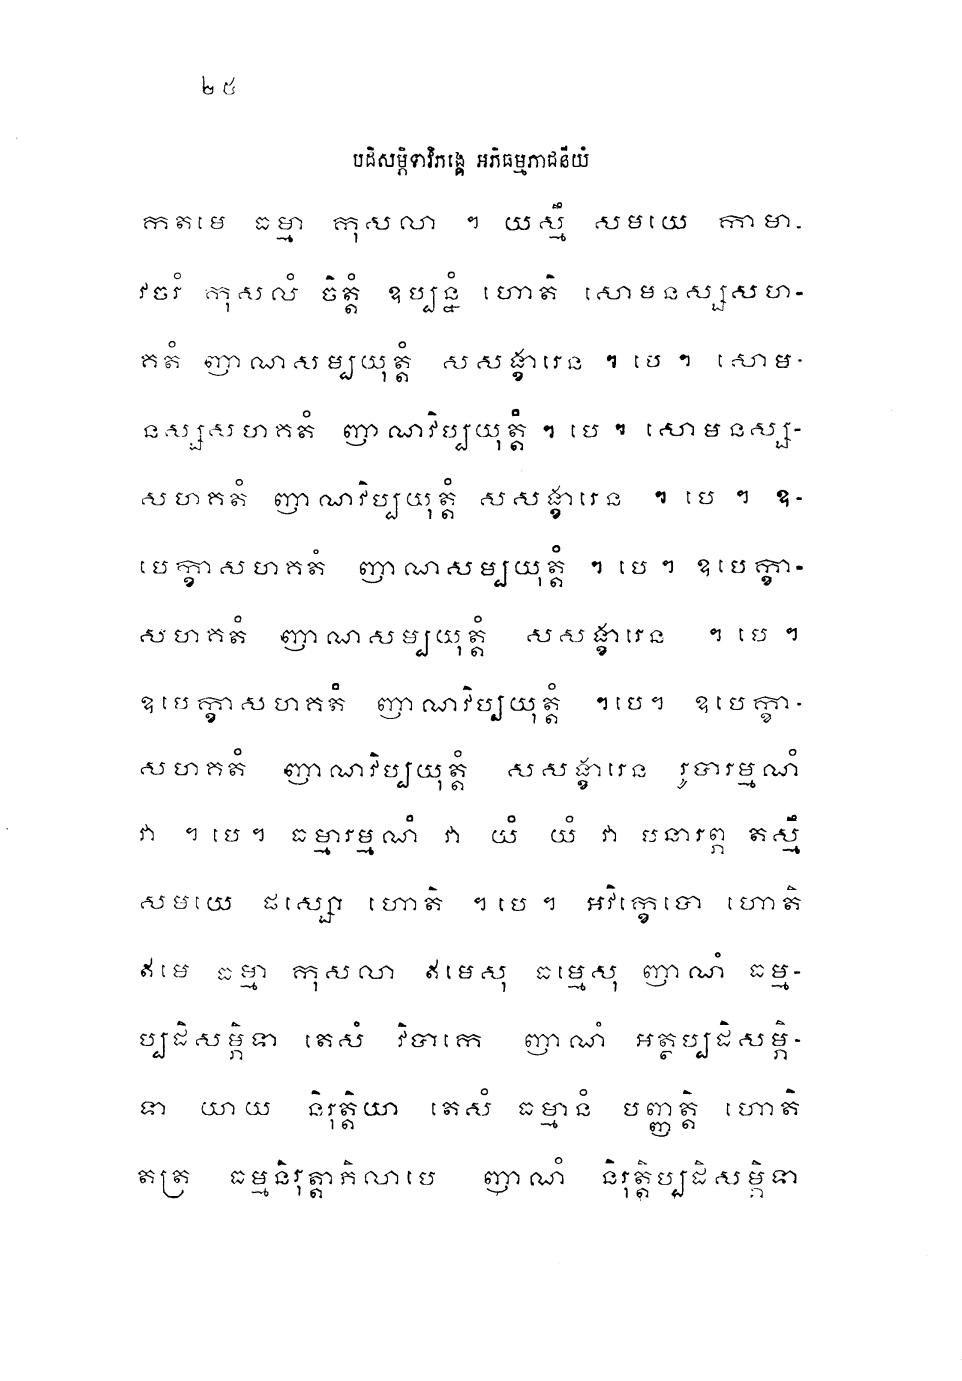 ២៥
បដិសម្ភិទាវិភង្គេ អភិធម្មភាជនីយំ
កតមេ ធម្មា កុសលា ។ យស្មឹ សមយេ កាមា-
វចរំ កុសលំ ចិត្តំ ឧប្បន្នំ ហោតិ សោមនស្សសហ-
គតំ ញាណសម្បយុត្តំ សសង្ខារេន ។ បេ ។ សោម-
នស្សសហគតំ ញាណវិប្បយុត្តំ ។ បេ ។ សោមនស្ស-
សហគតំ ញាណវិប្បយុត្តំ សសង្ខារេន ។ បេ ។ ឧ-
បេក្ខាសហគតំ ញាណសម្បយុត្តំ ។ បេ ។ ឧបេក្ខា-
សហគតំ ញាណសម្បយុត្តំ សសង្ខារេន ។ បេ ។
ឧបេក្ខាសហគតំ ញាណវិប្បយុត្តំ ។បេ។ ឧបេក្ខា-
សហគតំ ញាណវិប្បយុត្តំ សសង្ខារេន រូបារម្មណំ
វា ។ បេ ។ ធម្មារម្មណំ វា យំ យំ វា បនារព្ភ តស្មឹ
សមយេ ផស្សោ ហោតិ ។ បេ ។ អវិក្ខេបោ ហោតិ
ឥមេ ធម្មា កុសលា ឥមេសុ ធម្មេសុ ញាណំ ធម្ម-
ប្បដិសម្ភិទា តេសំ វិបាកេ ញាណំ អត្ថប្បដិសម្ភិ-
ទា យាយ និរុត្តិយា តេសំ ធម្មានំ បញ្ញត្តិ ហោតិ
តត្រ ធម្មនិរុត្តាភិលាបេ ញាណំ និរុត្តិប្បដិសម្ភិទា